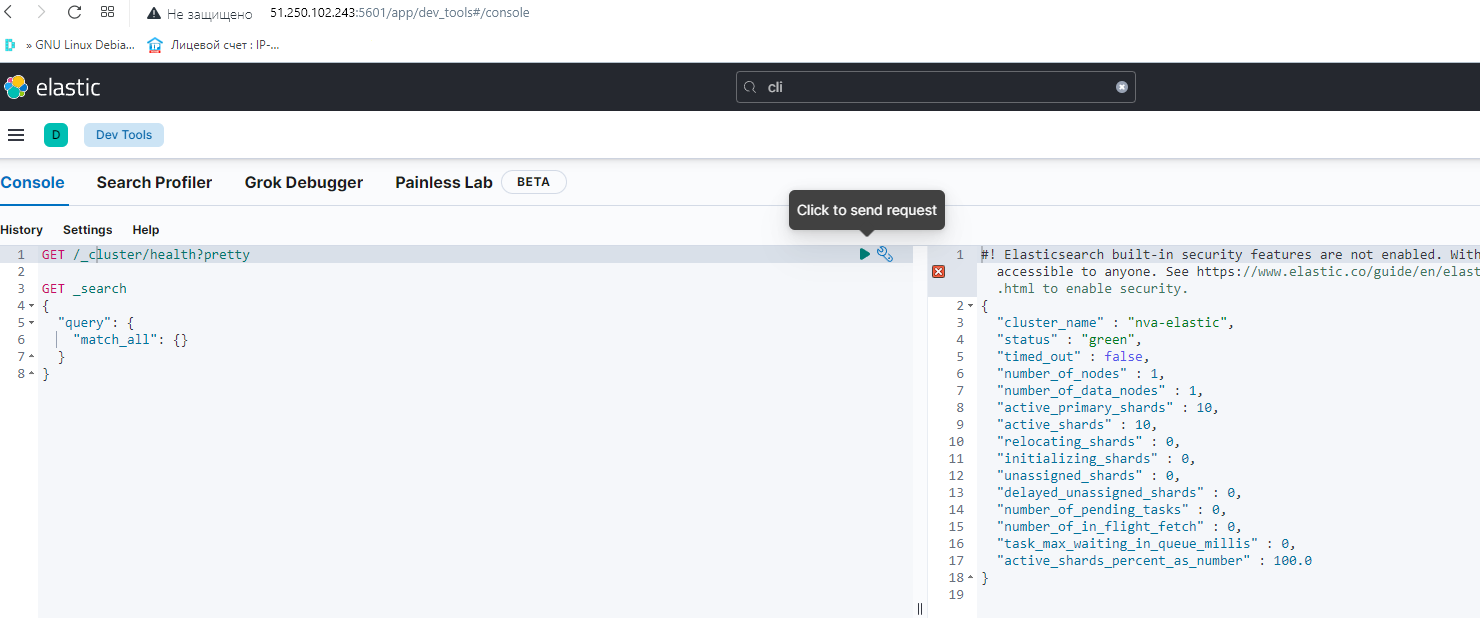 Не защищено 51.250.102.243:5601/app/dev_tools#/console
» GNU Linux Debia... Лицевой счет : IP-...
elastic cli
D Dev Tools
Console Search Profiler Grok Debugger Painless Lab BETA
Click to send request
History Settings Help
1 GET /_cluster/health?pretty
2
3 GET _search
4 {
5 "query": {
6 "match_all": {}
7 }
8 }
1 #! Elasticsearch built-in security features are not enabled. With
accessible to anyone. See https://www.elastic.co/guide/en/elast
.html to enable security.
2 {
3 "cluster_name" : "nva-elastic",
4 "status" : "green",
5 "timed_out" : false,
6 "number_of_nodes" : 1,
7 "number_of_data_nodes" : 1,
8 "active_primary_shards" : 10,
9 "active_shards" : 10,
10 "relocating_shards" : 0,
11 "initializing_shards" : 0,
12 "unassigned_shards" : 0,
13 "delayed_unassigned_shards" : 0,
14 "number_of_pending_tasks" : 0,
15 "number_of_in_flight_fetch" : 0,
16 "task_max_waiting_in_queue_millis" : 0,
17 "active_shards_percent_as_number" : 100.0
18 }
19